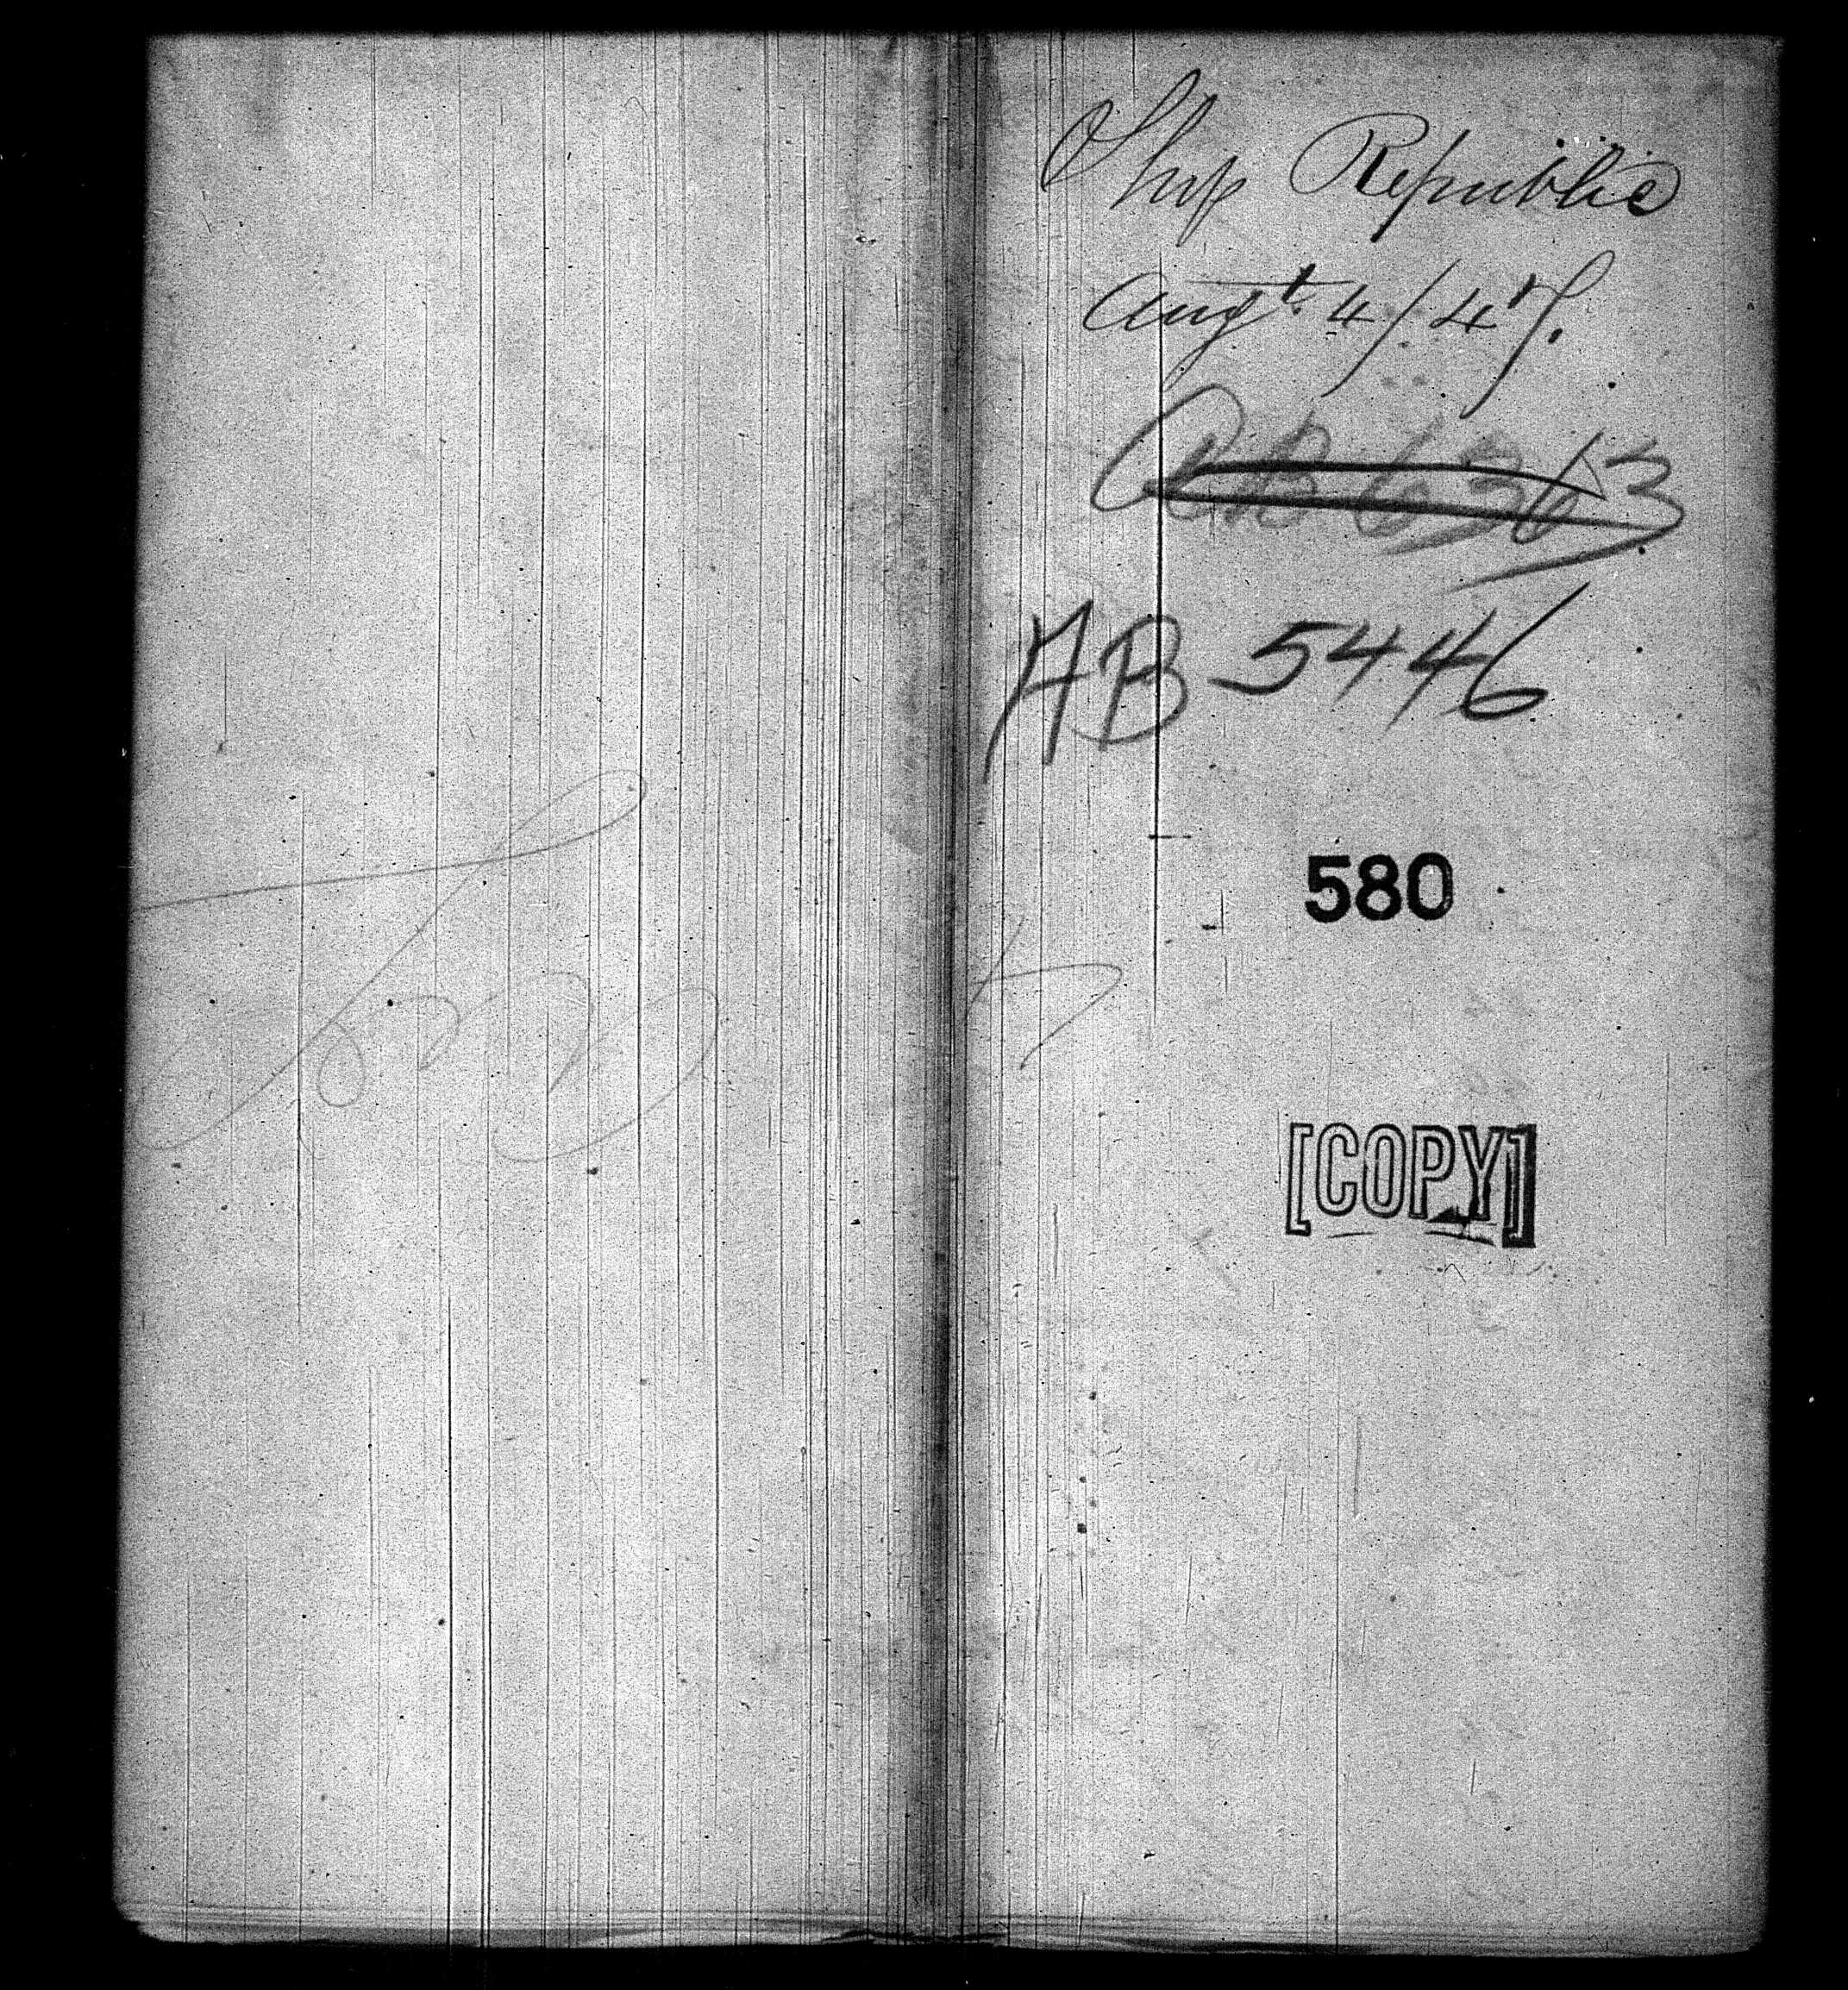 Ship Republic
Augt. 4/47.
AB 5446
580
[COPY]